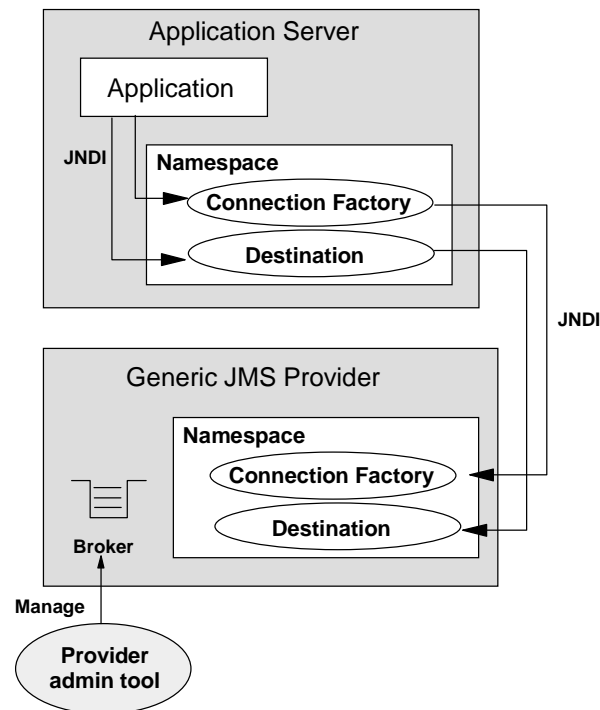 Application Server
Application
JNDI
Namespace
Connection Factory
Destination
JNDI
Generic JMS Provider
Namespace
Connection Factory
Destination
Broker
Manage
Provider
admin tool